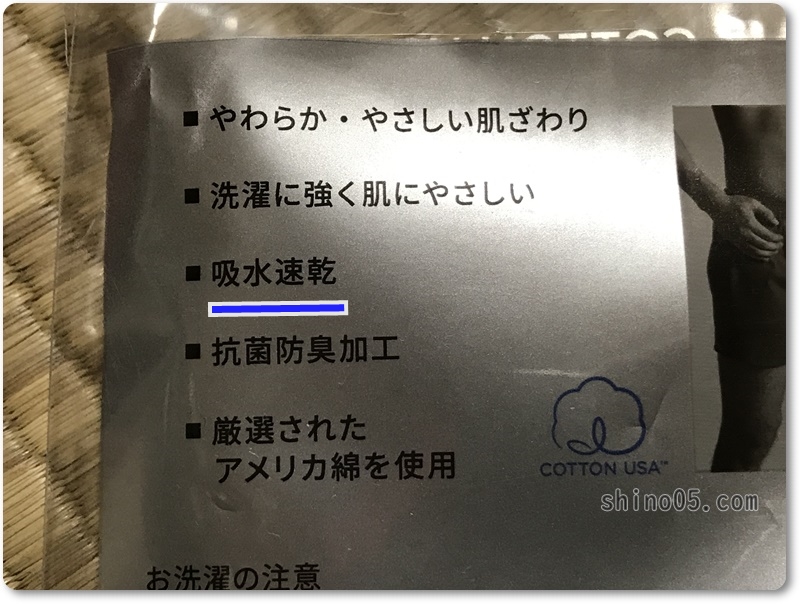 ■ やわらか・やさしい肌ざわり
■ 洗濯に強く肌にやさしい
■ 吸水速乾
■ 抗菌防臭加工
■ 厳選された
アメリカ綿を使用
COTTON USA™
shino05.com
お洗濯の注意